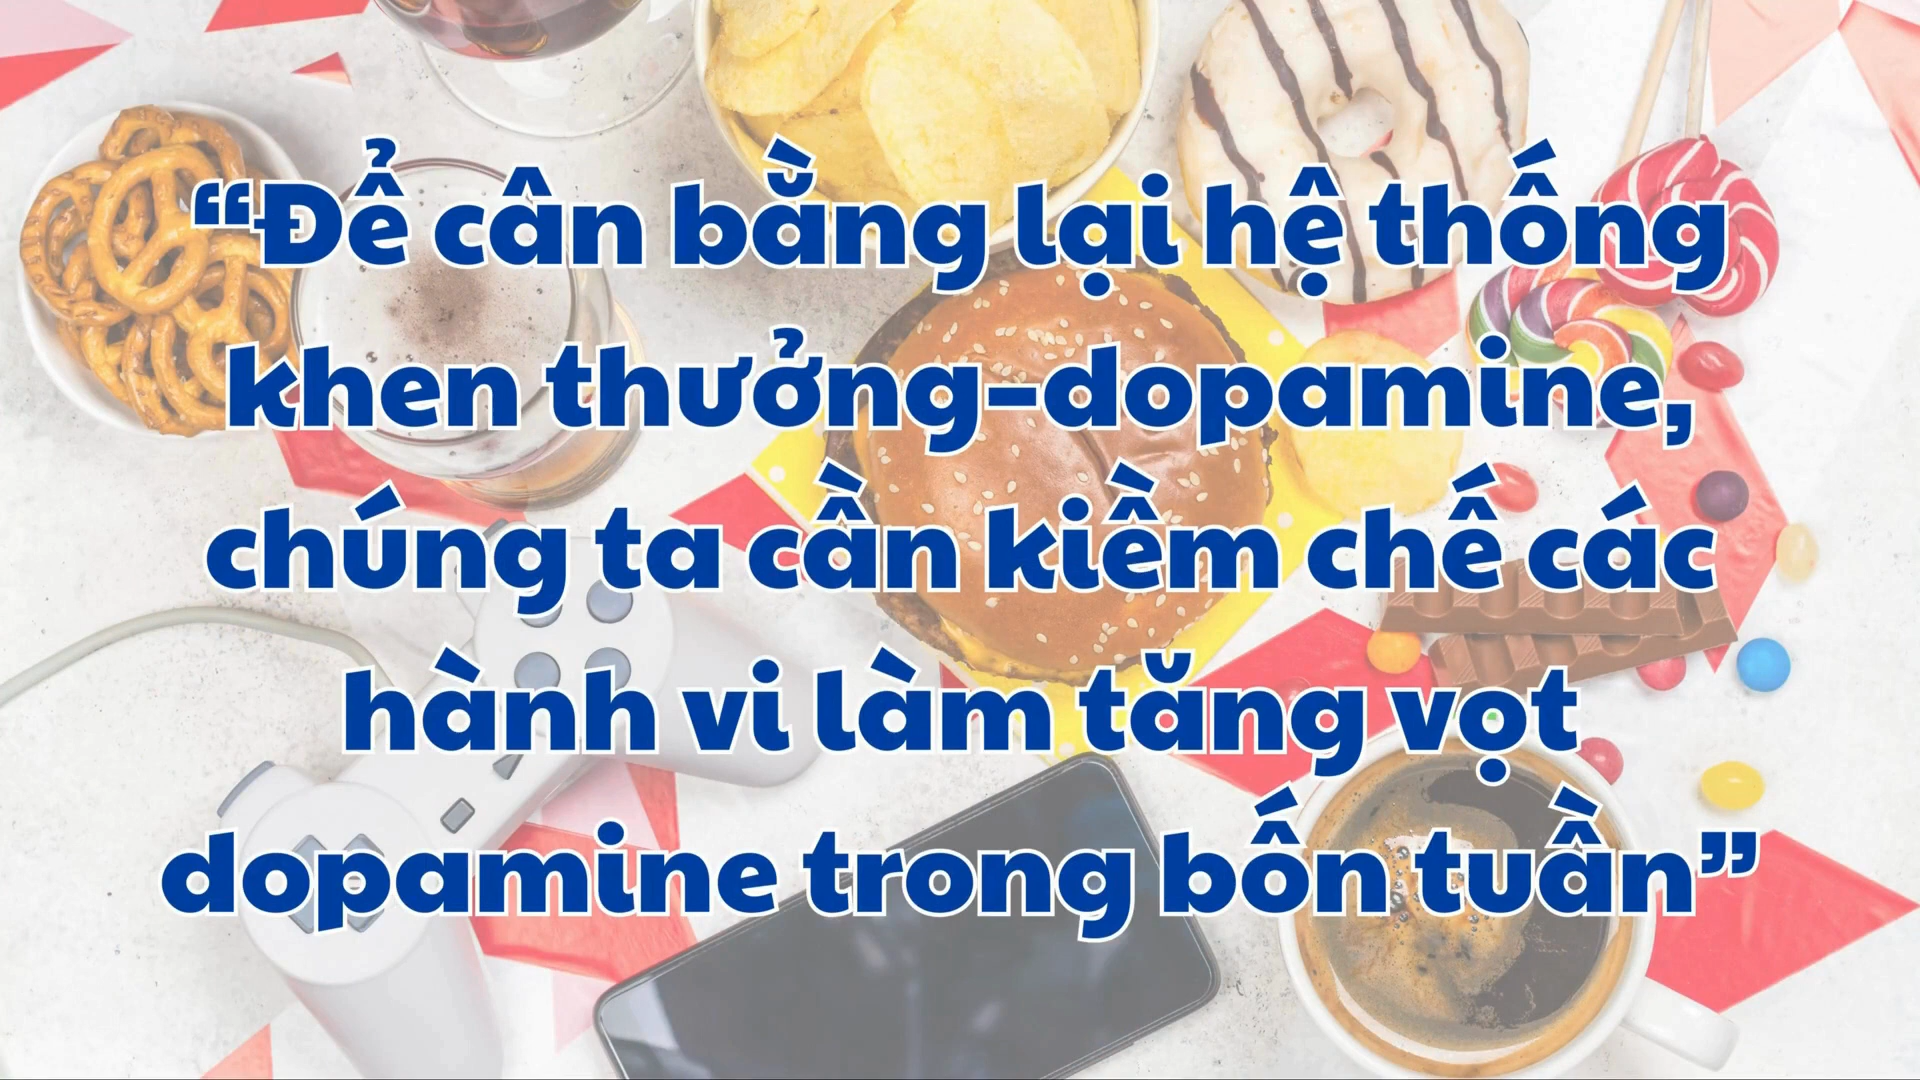 “Để cân bằng lại hệ thống
khen thưởng-dopamine,
chúng ta cần kiềm chế các
hành vi làm tăng vọt
dopamine trong bốn tuần”